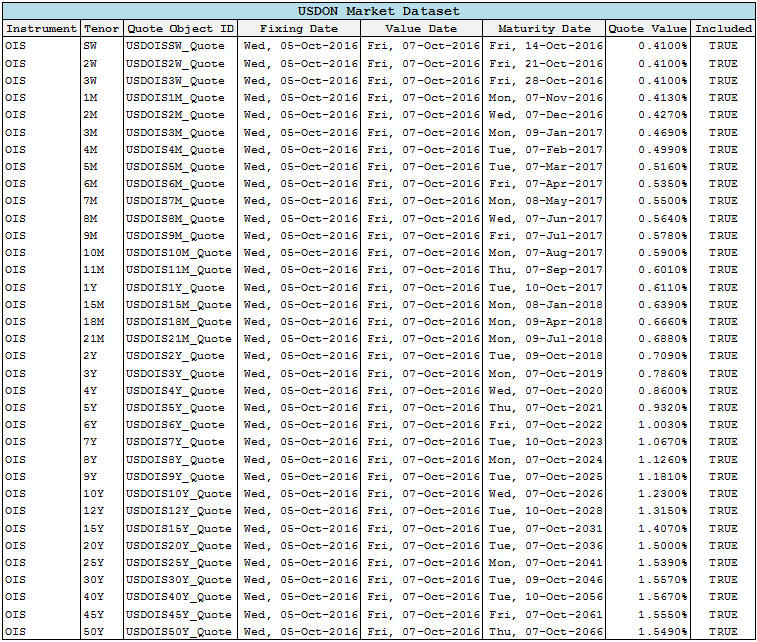 USDON Market Dataset
Instrument Tenor Quote Object ID Fixing Date Value Date Maturity Date Quote Value Included
OIS SW USDOISSW_Quote Wed, 05-Oct-2016 Fri, 07-Oct-2016 Fri, 14-Oct-2016 0.4100% TRUE
OIS 2W USDOIS2W_Quote Wed, 05-Oct-2016 Fri, 07-Oct-2016 Fri, 21-Oct-2016 0.4100% TRUE
OIS 3W USDOIS3W_Quote Wed, 05-Oct-2016 Fri, 07-Oct-2016 Fri, 28-Oct-2016 0.4100% TRUE
OIS 1M USDOIS1M_Quote Wed, 05-Oct-2016 Fri, 07-Oct-2016 Mon, 07-Nov-2016 0.4130% TRUE
OIS 2M USDOIS2M_Quote Wed, 05-Oct-2016 Fri, 07-Oct-2016 Wed, 07-Dec-2016 0.4270% TRUE
OIS 3M USDOIS3M_Quote Wed, 05-Oct-2016 Fri, 07-Oct-2016 Mon, 09-Jan-2017 0.4690% TRUE
OIS 4M USDOIS4M_Quote Wed, 05-Oct-2016 Fri, 07-Oct-2016 Tue, 07-Feb-2017 0.4990% TRUE
OIS 5M USDOIS5M_Quote Wed, 05-Oct-2016 Fri, 07-Oct-2016 Tue, 07-Mar-2017 0.5160% TRUE
OIS 6M USDOIS6M_Quote Wed, 05-Oct-2016 Fri, 07-Oct-2016 Fri, 07-Apr-2017 0.5350% TRUE
OIS 7M USDOIS7M_Quote Wed, 05-Oct-2016 Fri, 07-Oct-2016 Mon, 08-May-2017 0.5500% TRUE
OIS 8M USDOIS8M_Quote Wed, 05-Oct-2016 Fri, 07-Oct-2016 Wed, 07-Jun-2017 0.5640% TRUE
OIS 9M USDOIS9M_Quote Wed, 05-Oct-2016 Fri, 07-Oct-2016 Fri, 07-Jul-2017 0.5780% TRUE
OIS 10M USDOIS10M_Quote Wed, 05-Oct-2016 Fri, 07-Oct-2016 Mon, 07-Aug-2017 0.5900% TRUE
OIS 11M USDOIS11M_Quote Wed, 05-Oct-2016 Fri, 07-Oct-2016 Thu, 07-Sep-2017 0.6010% TRUE
OIS 1Y USDOIS1Y_Quote Wed, 05-Oct-2016 Fri, 07-Oct-2016 Tue, 10-Oct-2017 0.6110% TRUE
OIS 15M USDOIS15M_Quote Wed, 05-Oct-2016 Fri, 07-Oct-2016 Mon, 08-Jan-2018 0.6390% TRUE
OIS 18M USDOIS18M_Quote Wed, 05-Oct-2016 Fri, 07-Oct-2016 Mon, 09-Apr-2018 0.6660% TRUE
OIS 21M USDOIS21M_Quote Wed, 05-Oct-2016 Fri, 07-Oct-2016 Mon, 09-Jul-2018 0.6880% TRUE
OIS 2Y USDOIS2Y_Quote Wed, 05-Oct-2016 Fri, 07-Oct-2016 Tue, 09-Oct-2018 0.7090% TRUE
OIS 3Y USDOIS3Y_Quote Wed, 05-Oct-2016 Fri, 07-Oct-2016 Mon, 07-Oct-2019 0.7860% TRUE
OIS 4Y USDOIS4Y_Quote Wed, 05-Oct-2016 Fri, 07-Oct-2016 Wed, 07-Oct-2020 0.8600% TRUE
OIS 5Y USDOIS5Y_Quote Wed, 05-Oct-2016 Fri, 07-Oct-2016 Thu, 07-Oct-2021 0.9320% TRUE
OIS 6Y USDOIS6Y_Quote Wed, 05-Oct-2016 Fri, 07-Oct-2016 Fri, 07-Oct-2022 1.0030% TRUE
OIS 7Y USDOIS7Y_Quote Wed, 05-Oct-2016 Fri, 07-Oct-2016 Tue, 10-Oct-2023 1.0670% TRUE
OIS 8Y USDOIS8Y_Quote Wed, 05-Oct-2016 Fri, 07-Oct-2016 Mon, 07-Oct-2024 1.1260% TRUE
OIS 9Y USDOIS9Y_Quote Wed, 05-Oct-2016 Fri, 07-Oct-2016 Tue, 07-Oct-2025 1.1810% TRUE
OIS 10Y USDOIS10Y_Quote Wed, 05-Oct-2016 Fri, 07-Oct-2016 Wed, 07-Oct-2026 1.2300% TRUE
OIS 12Y USDOIS12Y_Quote Wed, 05-Oct-2016 Fri, 07-Oct-2016 Tue, 10-Oct-2028 1.3150% TRUE
OIS 15Y USDOIS15Y_Quote Wed, 05-Oct-2016 Fri, 07-Oct-2016 Tue, 07-Oct-2031 1.4070% TRUE
OIS 20Y USDOIS20Y_Quote Wed, 05-Oct-2016 Fri, 07-Oct-2016 Tue, 07-Oct-2036 1.5000% TRUE
OIS 25Y USDOIS25Y_Quote Wed, 05-Oct-2016 Fri, 07-Oct-2016 Mon, 07-Oct-2041 1.5390% TRUE
OIS 30Y USDOIS30Y_Quote Wed, 05-Oct-2016 Fri, 07-Oct-2016 Tue, 09-Oct-2046 1.5570% TRUE
OIS 40Y USDOIS40Y_Quote Wed, 05-Oct-2016 Fri, 07-Oct-2016 Tue, 10-Oct-2056 1.5670% TRUE
OIS 45Y USDOIS45Y_Quote Wed, 05-Oct-2016 Fri, 07-Oct-2016 Fri, 07-Oct-2061 1.5550% TRUE
OIS 50Y USDOIS50Y_Quote Wed, 05-Oct-2016 Fri, 07-Oct-2016 Thu, 07-Oct-2066 1.5490% TRUE